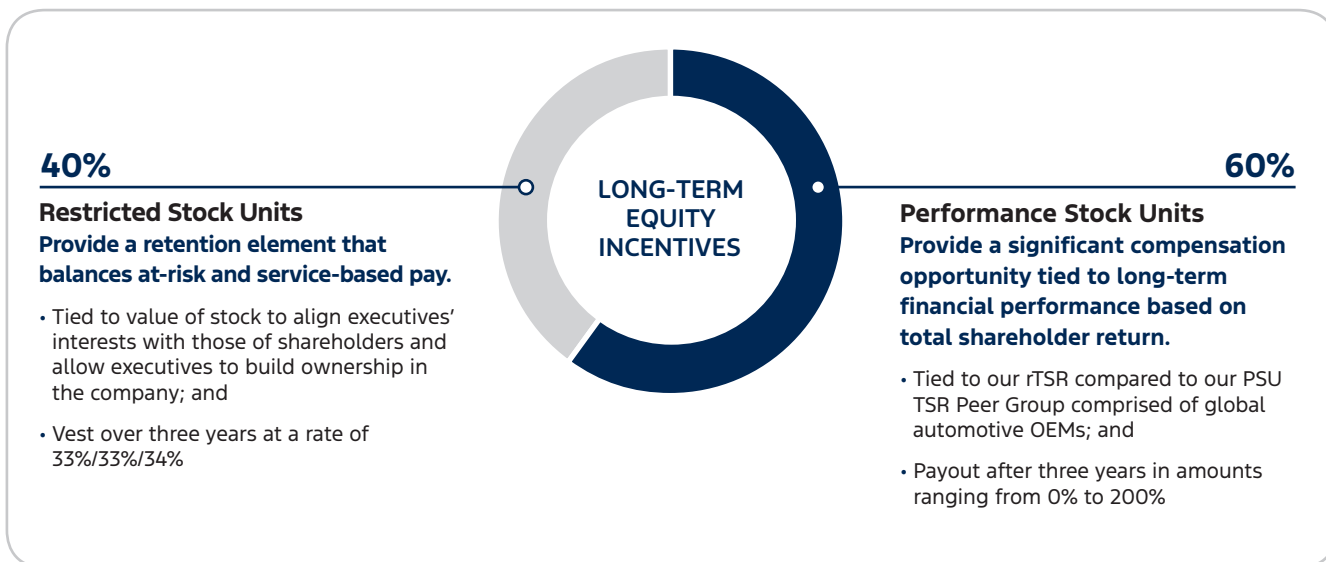 40%
Restricted Stock Units
Provide a retention element that
balances at-risk and service-based pay.
• Tied to value of stock to align executives’
interests with those of shareholders and
allow executives to build ownership in
the company; and
• Vest over three years at a rate of
33%/33%/34%
LONG-TERM
EQUITY
INCENTIVES
60%
Performance Stock Units
Provide a significant compensation
opportunity tied to long-term
financial performance based on
total shareholder return.
• Tied to our rTSR compared to our PSU
TSR Peer Group comprised of global
automotive OEMs; and
• Payout after three years in amounts
ranging from 0% to 200%